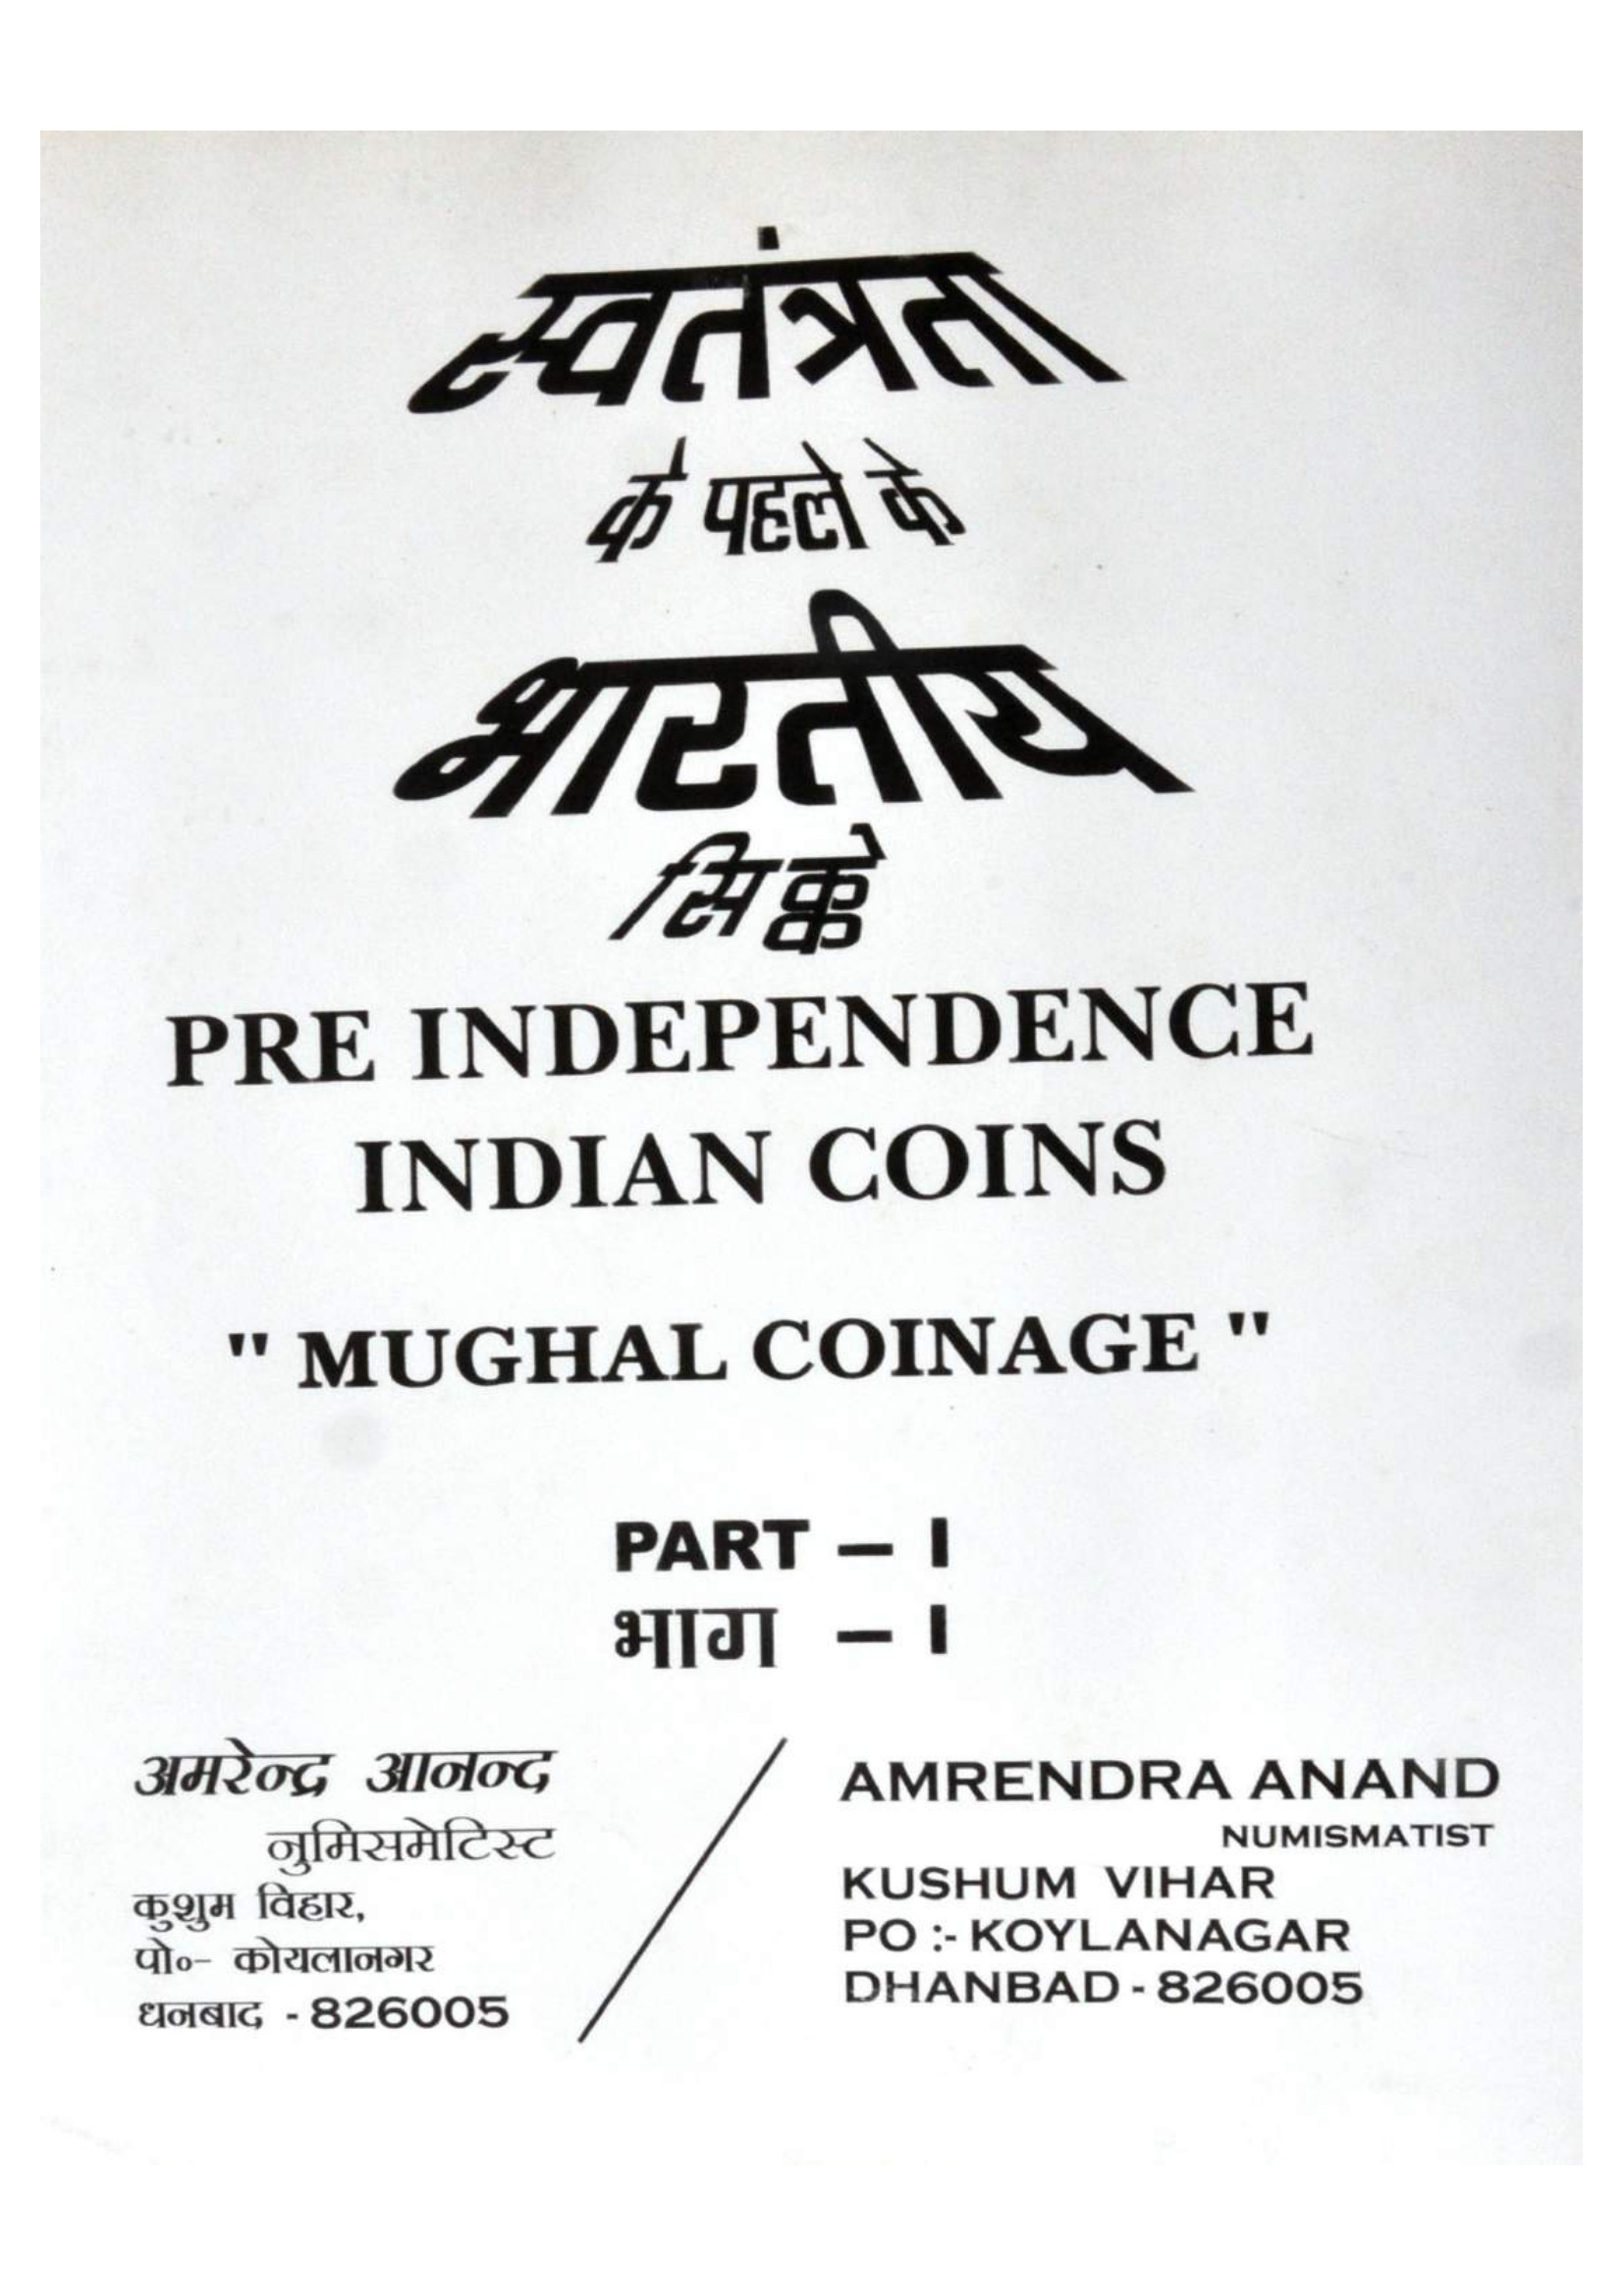 स्वतंत्रता
के पहले के
भारतीय
सिक्के
PRE INDEPENDENCE
INDIAN COINS
" MUGHAL COINAGE "
PART – I
भाग – I
अमरेन्द्र आनन्द
नुमिसमेटिस्ट
कुशुम विहार,
पो०- कोयलानगर
धनबाद - 826005
AMRENDRA ANAND
NUMISMATIST
KUSHUM VIHAR
PO :- KOYLANAGAR
DHANBAD - 826005